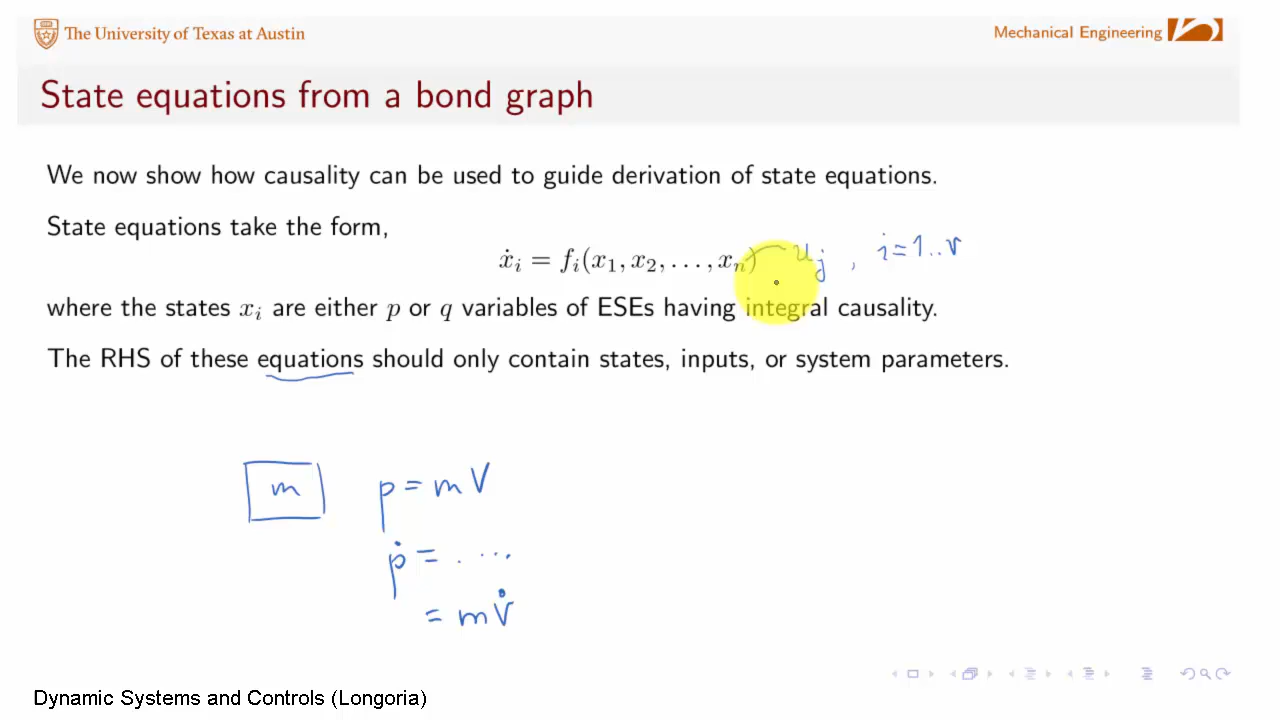 The University of Texas at Austin
Mechanical Engineering
State equations from a bond graph
We now show how causality can be used to guide derivation of state equations.
State equations take the form,
ẋᵢ = fᵢ(x₁, x₂, . . . , xₙ) uⱼ , i=1..r
where the states xᵢ are either p or q variables of ESEs having integral causality.
The RHS of these equations should only contain states, inputs, or system parameters.
m p = mV
ṗ = . ...
= mV̇
Dynamic Systems and Controls (Longoria)